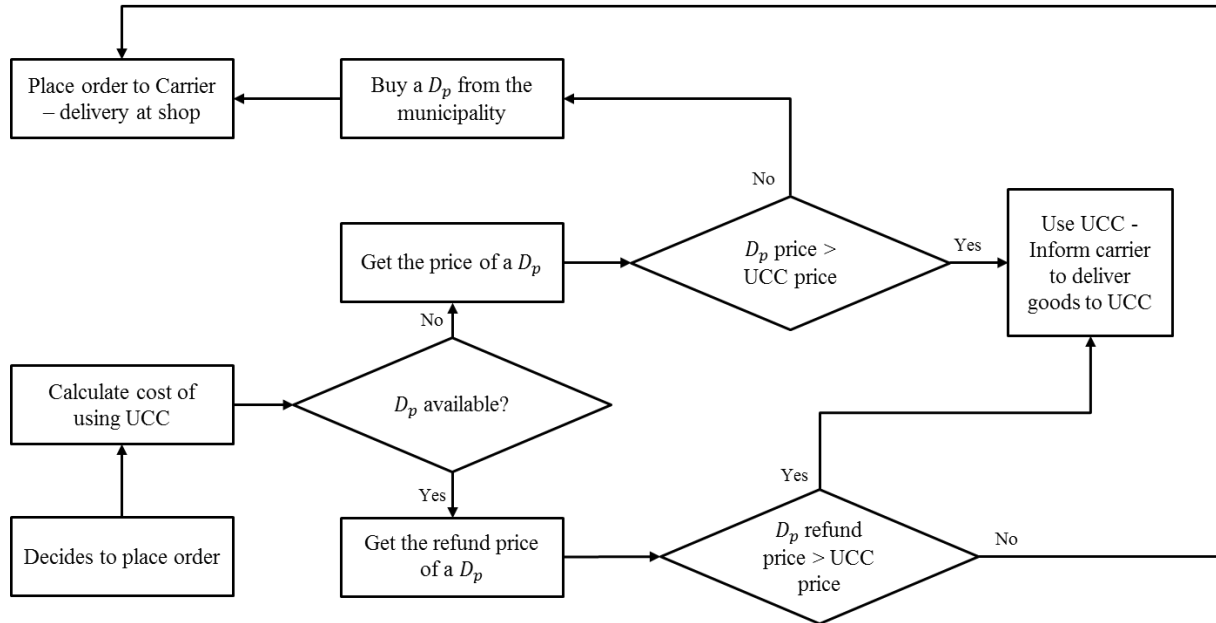 Place order to Carrier
– delivery at shop
Buy a Dₚ from the
municipality
No
Use UCC -
Inform carrier
to deliver
goods to UCC
Get the price of a Dₚ
Dₚ price >
UCC price
Yes
No
Calculate cost of
using UCC
Dₚ available?
Yes
Yes
Decides to place order
Get the refund price
of a Dₚ
Dₚ refund
price > UCC
price
No